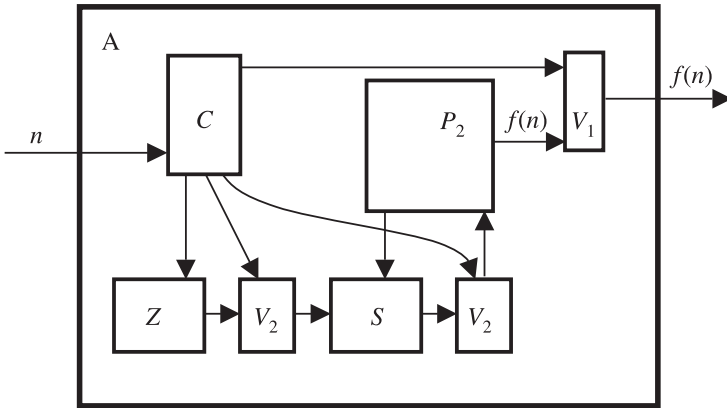 A
f(n)
C
P₂
f(n)
V₁
n
Z
V₂
S
V₂